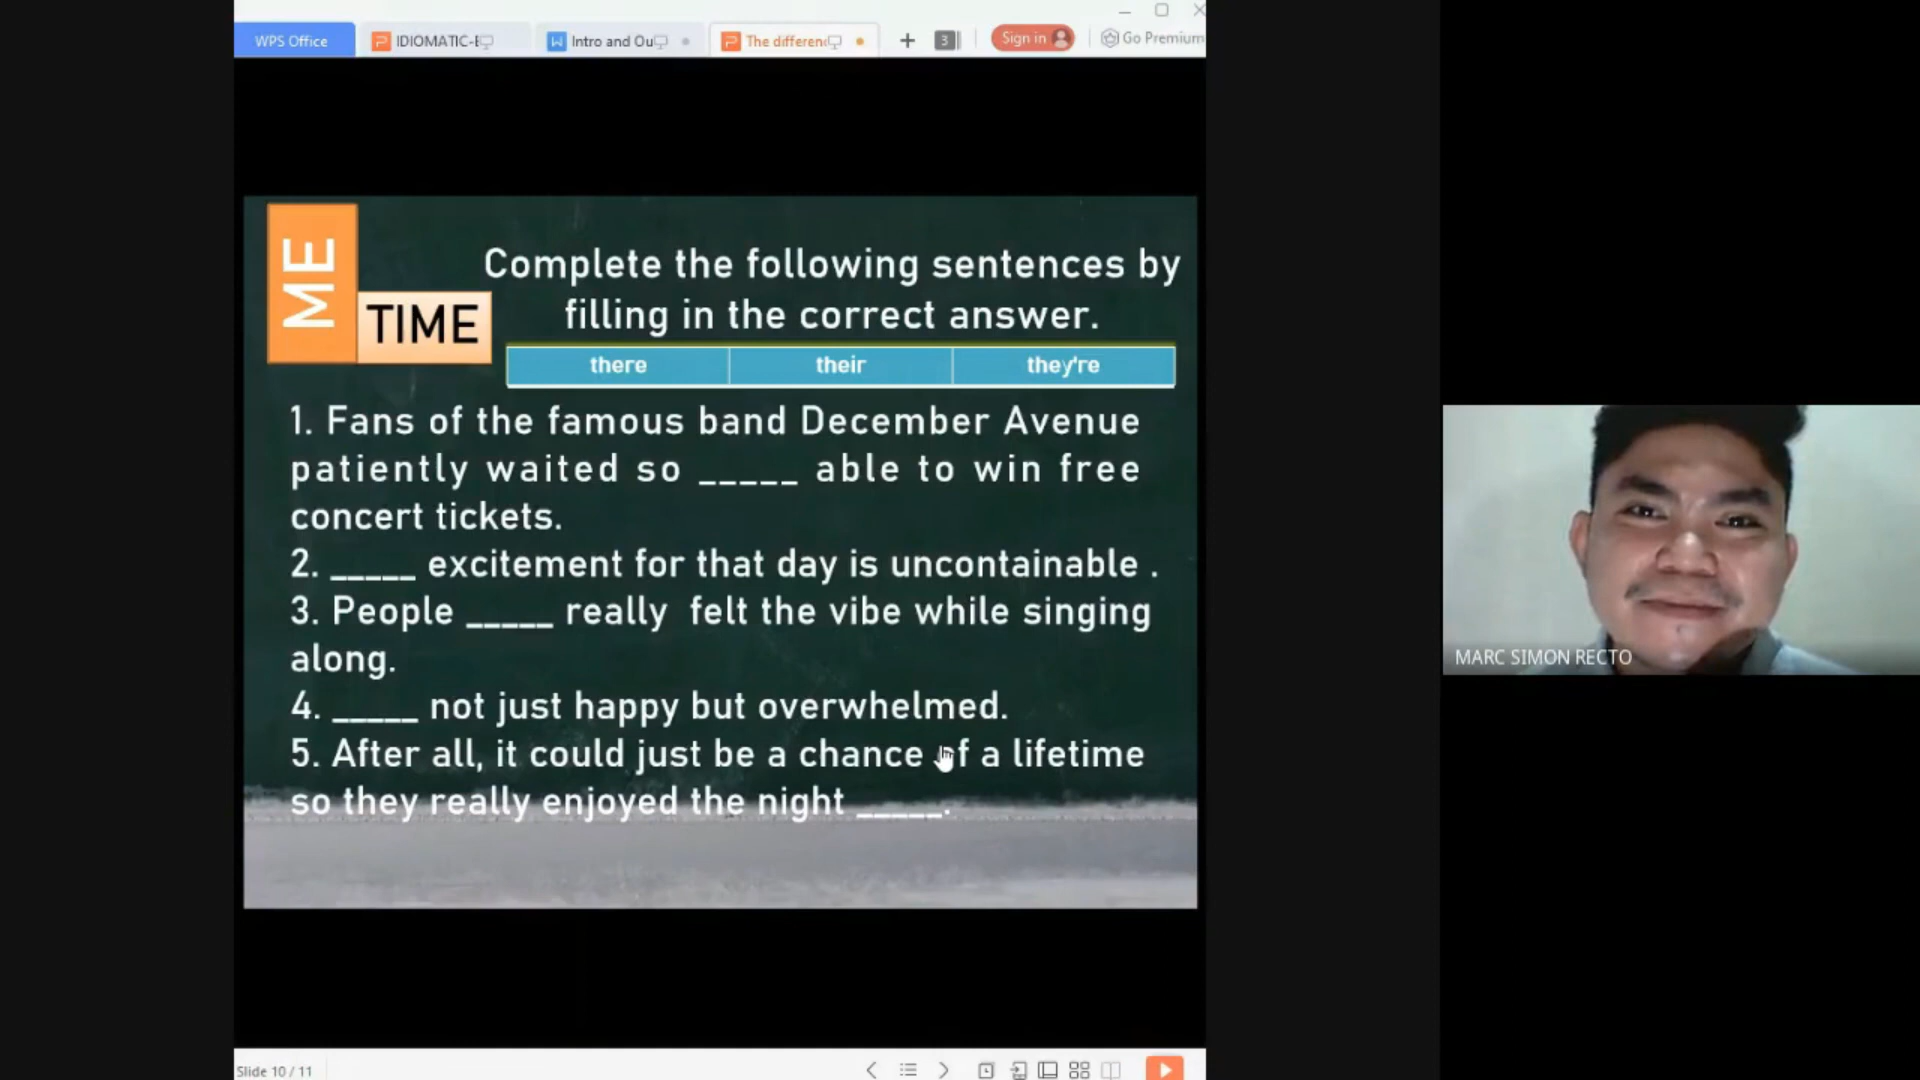 WPS Office
IDIOMATIC-E
Intro and Ou
The differen
3
Sign in
Go Premium
ME
TIME
Complete the following sentences by
filling in the correct answer.
there their they're
1. Fans of the famous band December Avenue
patiently waited so _____ able to win free
concert tickets.
2. _____ excitement for that day is uncontainable .
3. People _____ really felt the vibe while singing
along.
4. _____ not just happy but overwhelmed.
5. After all, it could just be a chance of a lifetime
so they really enjoyed the night _____.
MARC SIMON RECTO
Slide 10 / 11